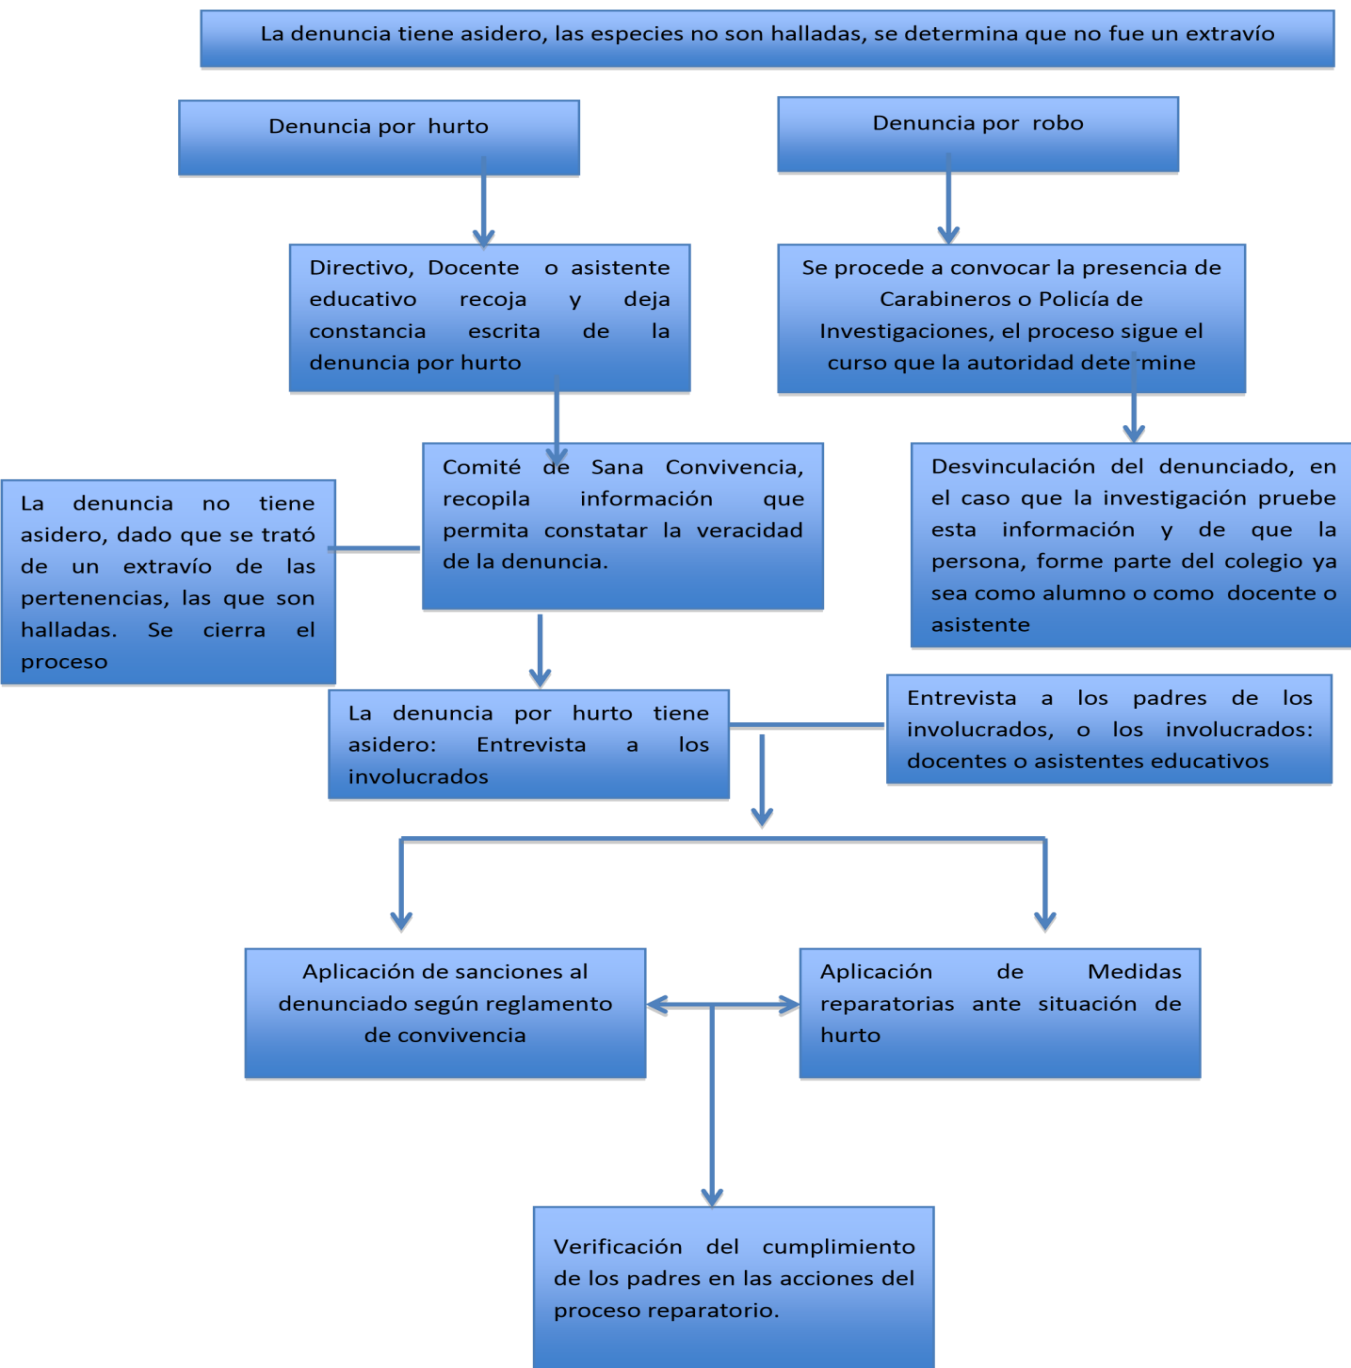 La denuncia tiene asidero, las especies no son halladas, se determina que no fue un extravío
Denuncia por hurto
Denuncia por robo
Directivo, Docente o asistente
educativo recoja y deja
constancia escrita de la
denuncia por hurto
Se procede a convocar la presencia de
Carabineros o Policía de
Investigaciones, el proceso sigue el
curso que la autoridad determine
Comité de Sana Convivencia,
recopila información que
permita constatar la veracidad
de la denuncia.
Desvinculación del denunciado, en
el caso que la investigación pruebe
esta información y de que la
persona, forme parte del colegio ya
sea como alumno o como docente o
asistente
La denuncia no tiene
asidero, dado que se trató
de un extravío de las
pertenencias, las que son
halladas. Se cierra el
proceso
La denuncia por hurto tiene
asidero: Entrevista a los
involucrados
Entrevista a los padres de los
involucrados, o los involucrados:
docentes o asistentes educativos
Aplicación de sanciones al
denunciado según reglamento
de convivencia
Aplicación de Medidas
reparatorias ante situación de
hurto
Verificación del cumplimiento
de los padres en las acciones del
proceso reparatorio.